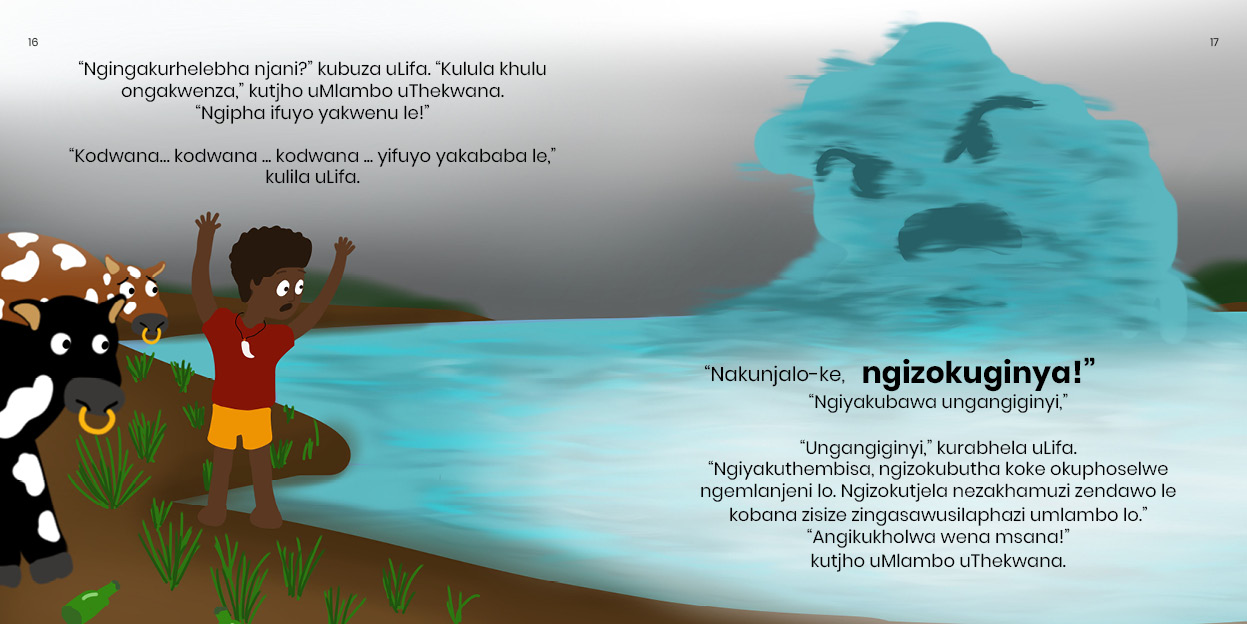 16
“Ngingakurhelebha njani?” kubuza uLifa. “Kulula khulu
ongakwenza,” kutjho uMlambo uThekwana.
“Ngipha ifuyo yakwenu le!”
“Kodwana... kodwana ... kodwana ... yifuyo yakababa le,”
kulila uLifa.
17
“Nakunjalo-ke, ngizokuginya!”
“Ngiyakubawa ungangiginyi,”
“Ungangiginyi,” kurabhela uLifa.
“Ngiyakuthembisa, ngizokubutha koke okuphoselwe
ngemlanjeni lo. Ngizokutjela nezakhamuzi zendawo le
kobana zisize zingasawusilaphazi umlambo lo.”
“Angikukholwa wena msana!”
kutjho uMlambo uThekwana.